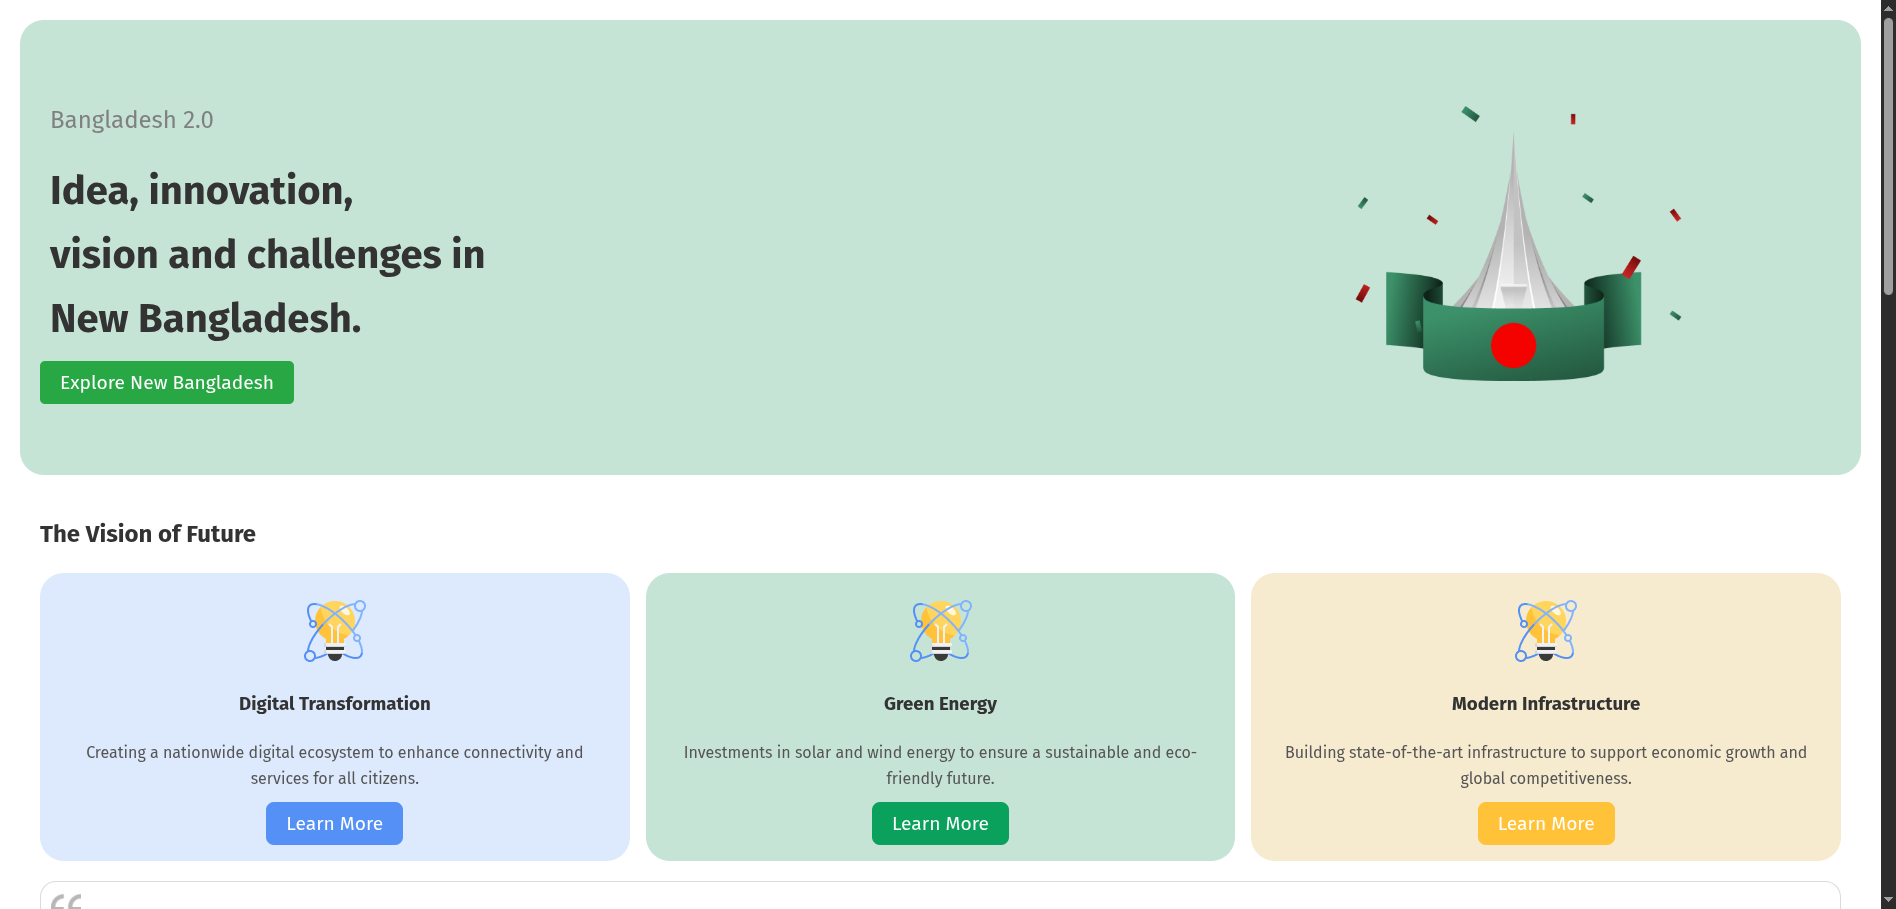 Bangladesh 2.0
Idea, innovation,
vision and challenges in
New Bangladesh.
Explore New Bangladesh
The Vision of Future
Digital Transformation
Creating a nationwide digital ecosystem to enhance connectivity and
services for all citizens.
Learn More
Green Energy
Investments in solar and wind energy to ensure a sustainable and eco-
friendly future.
Learn More
Modern Infrastructure
Building state-of-the-art infrastructure to support economic growth and
global competitiveness.
Learn More